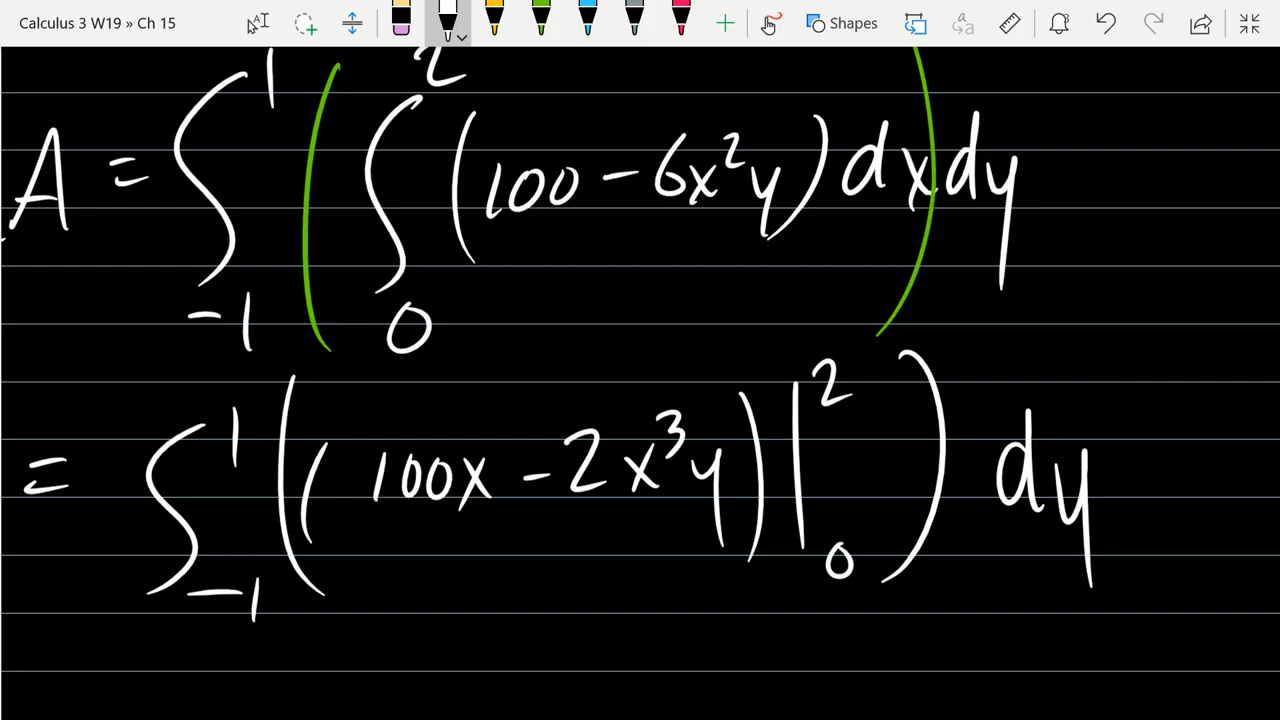 Calculus 3 W19 » Ch 15
Shapes
A = ∫_{-1}^{1} ( ∫_{0}^{2} (100 - 6x²y) dx ) dy
= ∫_{-1}^{1} ( (100x - 2x³y) |_{0}^{2} ) dy